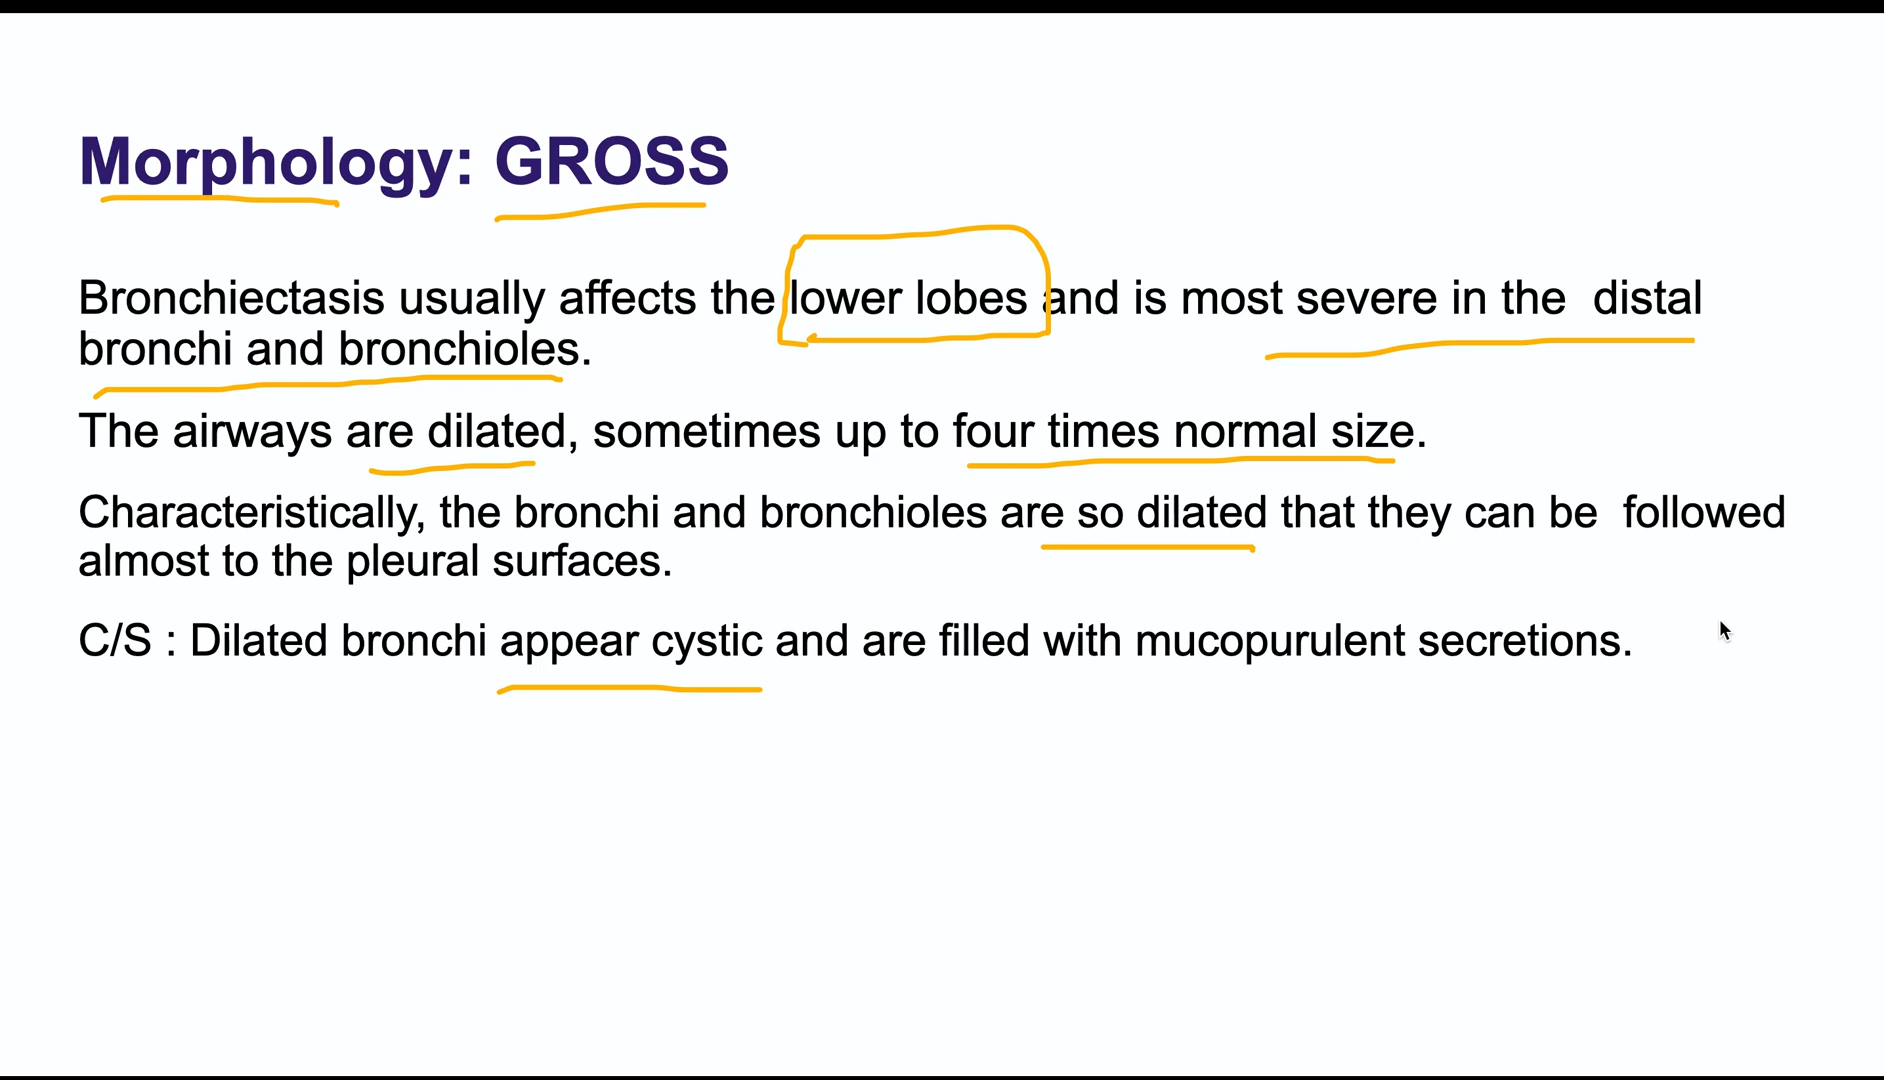 Morphology: GROSS
Bronchiectasis usually affects the lower lobes and is most severe in the distal
bronchi and bronchioles.
The airways are dilated, sometimes up to four times normal size.
Characteristically, the bronchi and bronchioles are so dilated that they can be followed
almost to the pleural surfaces.
C/S : Dilated bronchi appear cystic and are filled with mucopurulent secretions.